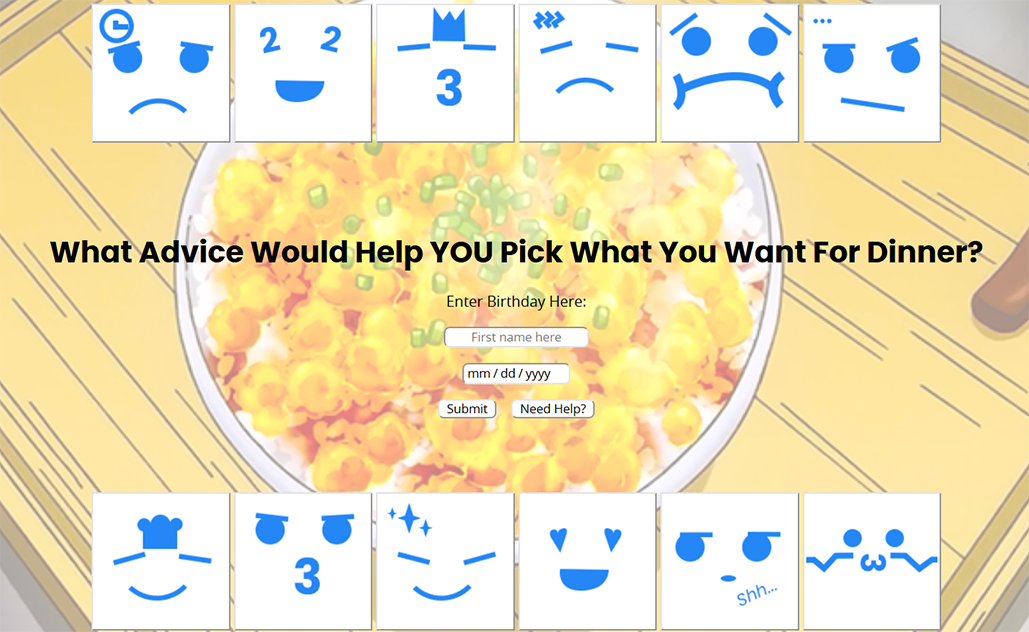 2 2
3
...
What Advice Would Help YOU Pick What You Want For Dinner?
Enter Birthday Here:
First name here
mm / dd / yyyy
Submit Need Help?
3
ω
Shh...